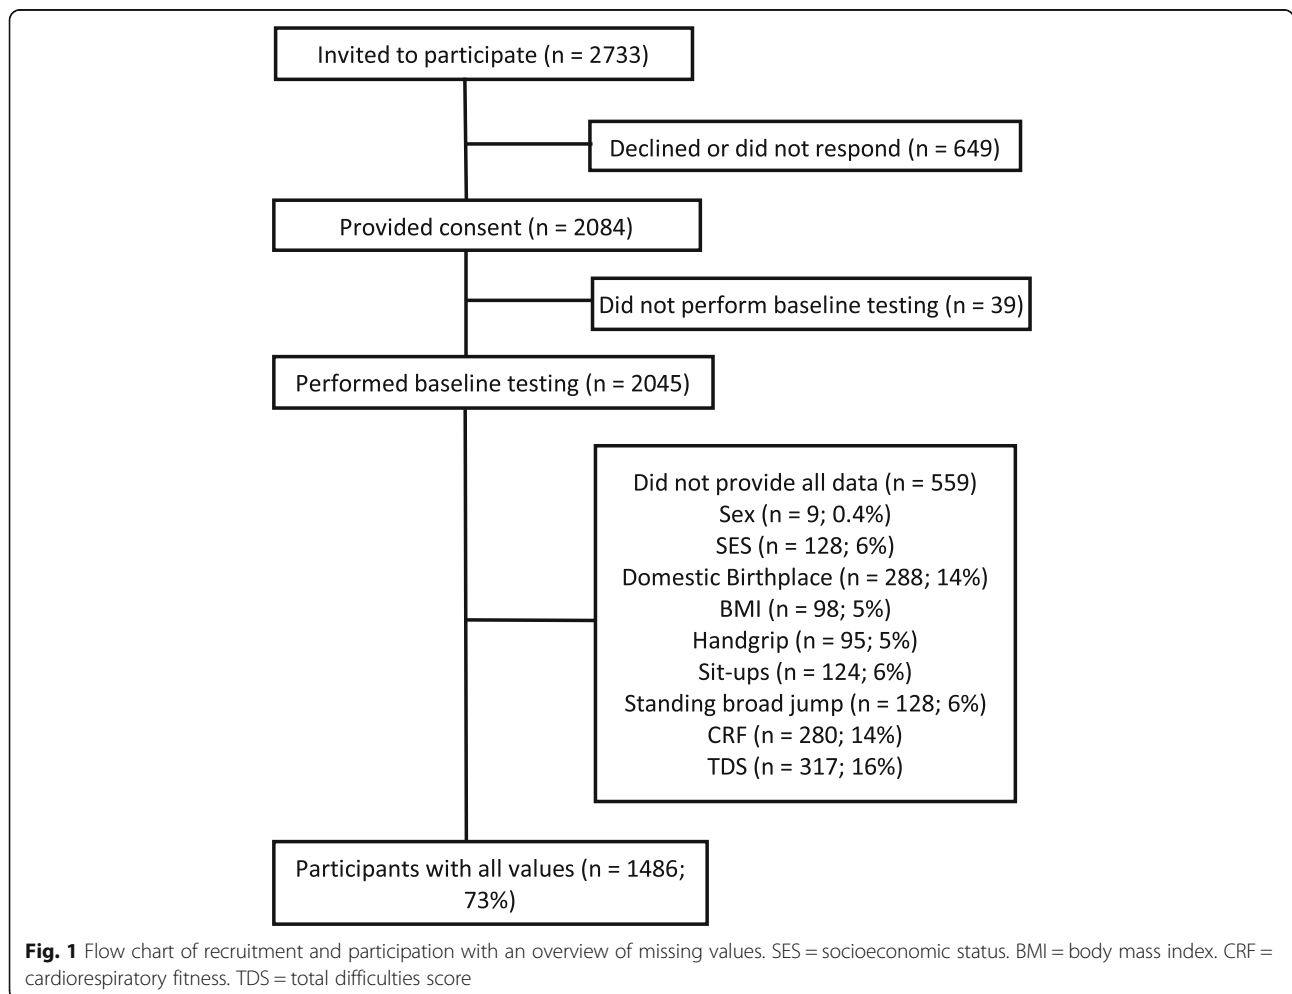 Invited to participate (n = 2733)
Declined or did not respond (n = 649)
Provided consent (n = 2084)
Did not perform baseline testing (n = 39)
Performed baseline testing (n = 2045)
Did not provide all data (n = 559)
Sex (n = 9; 0.4%)
SES (n = 128; 6%)
Domestic Birthplace (n = 288; 14%)
BMI (n = 98; 5%)
Handgrip (n = 95; 5%)
Sit-ups (n = 124; 6%)
Standing broad jump (n = 128; 6%)
CRF (n = 280; 14%)
TDS (n = 317; 16%)
Participants with all values (n = 1486;
73%)
Fig. 1 Flow chart of recruitment and participation with an overview of missing values. SES = socioeconomic status. BMI = body mass index. CRF =
cardiorespiratory fitness. TDS = total difficulties score